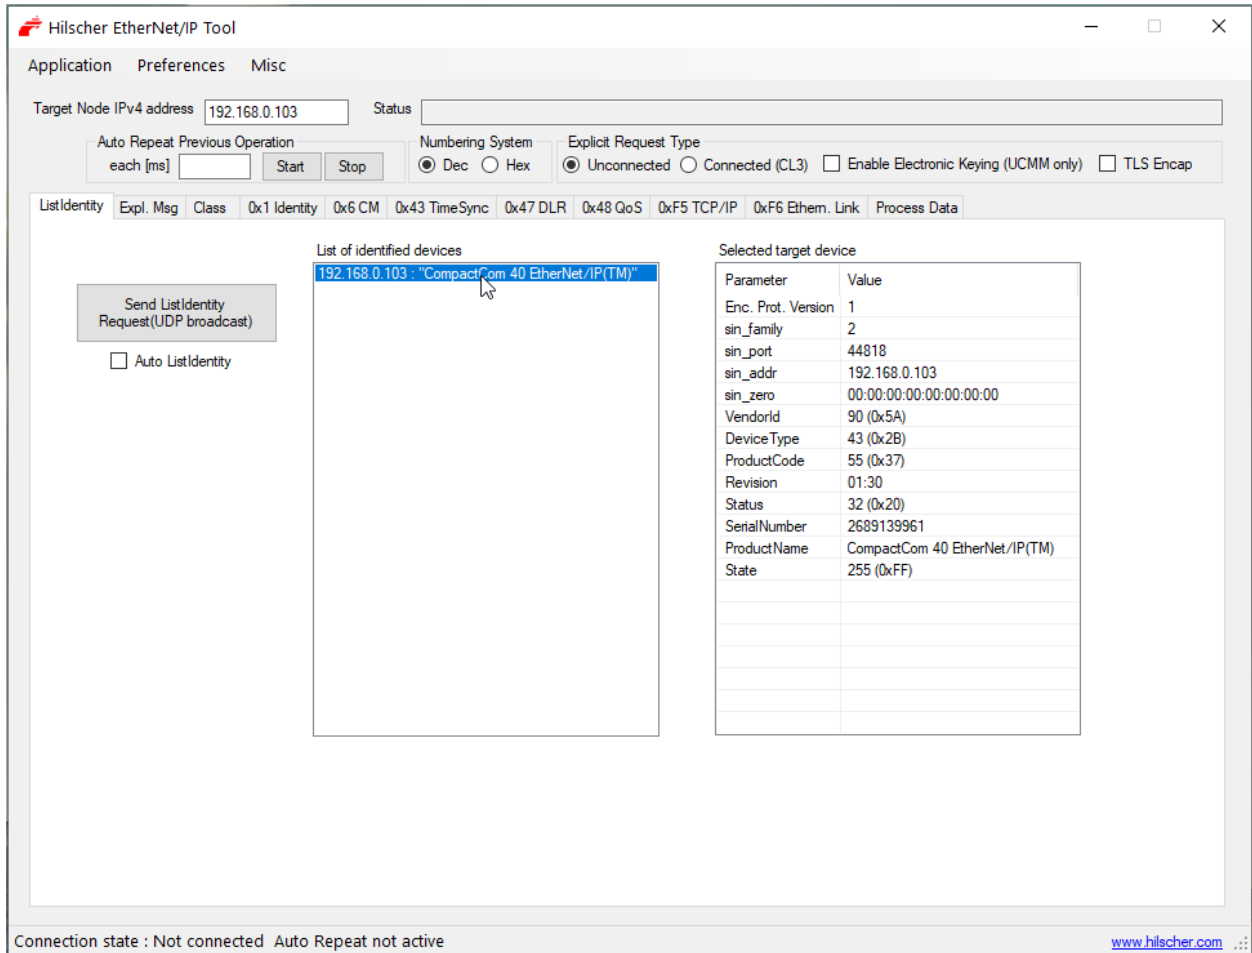 Hilscher EtherNet/IP Tool
Application Preferences Misc
Target Node IPv4 address 192.168.0.103 Status
Auto Repeat Previous Operation Numbering System Explicit Request Type
each [ms] Start Stop Dec Hex Unconnected Connected (CL3) Enable Electronic Keying (UCMM only) TLS Encap
ListIdentity Expl. Msg Class 0x1 Identity 0x6 CM 0x43 TimeSync 0x47 DLR 0x48 QoS 0xF5 TCP/IP 0xF6 Ethern. Link Process Data
List of identified devices Selected target device
192.168.0.103 : "CompactCom 40 EtherNet/IP(TM)"
Send ListIdentity
Request(UDP broadcast)
Auto ListIdentity
Parameter Value
Enc. Prot. Version 1
sin_family 2
sin_port 44818
sin_addr 192.168.0.103
sin_zero 00:00:00:00:00:00:00:00
VendorId 90 (0x5A)
DeviceType 43 (0x2B)
ProductCode 55 (0x37)
Revision 01:30
Status 32 (0x20)
SerialNumber 2689139961
ProductName CompactCom 40 EtherNet/IP(TM)
State 255 (0xFF)
Connection state : Not connected Auto Repeat not active www.hilscher.com